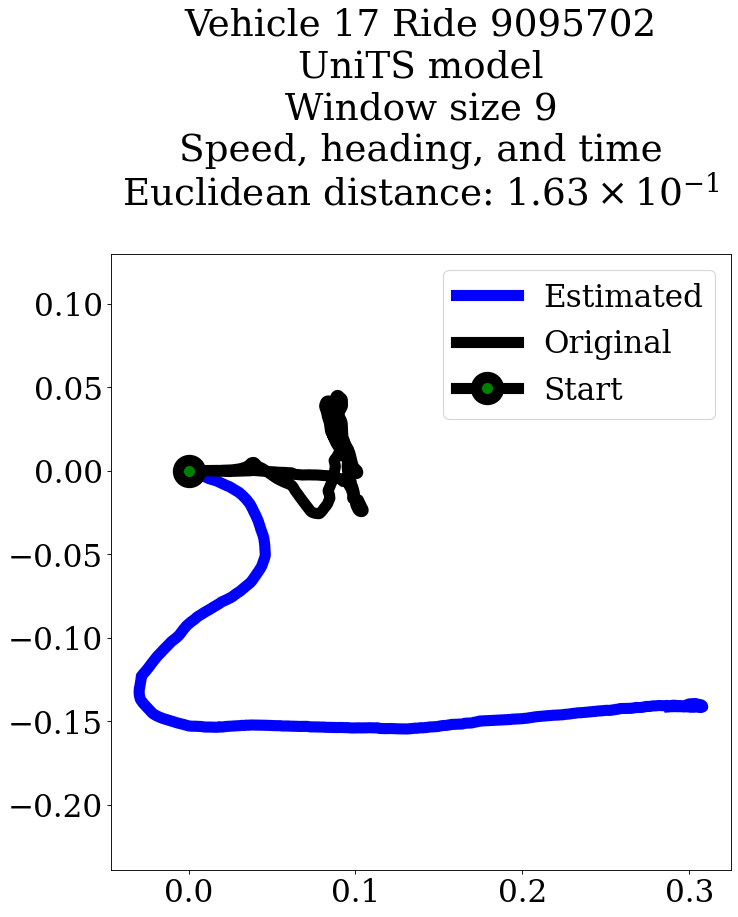 Vehicle 17 Ride 9095702
UniTS model
Window size 9
Speed, heading, and time
Euclidean distance: 1.63 × 10⁻¹
Estimated
Original
Start
0.10
0.05
0.00
−0.05
−0.10
−0.15
−0.20
0.0 0.1 0.2 0.3